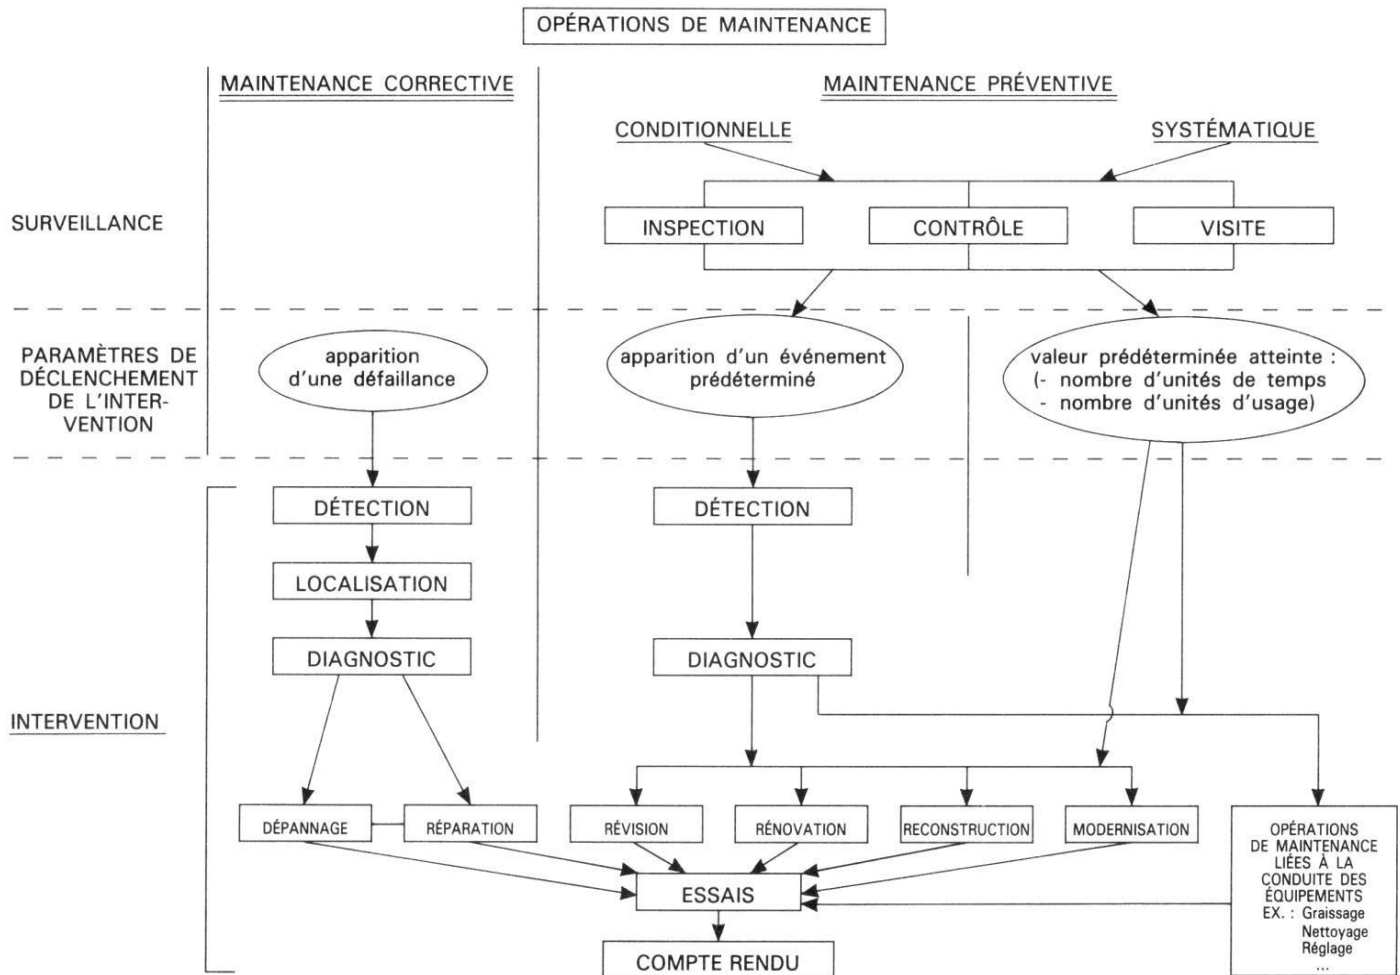 OPÉRATIONS DE MAINTENANCE
MAINTENANCE CORRECTIVE
MAINTENANCE PRÉVENTIVE
CONDITIONNELLE
SYSTÉMATIQUE
SURVEILLANCE
INSPECTION
CONTRÔLE
VISITE
PARAMÈTRES DE
DÉCLENCHEMENT
DE L'INTER-
VENTION
apparition
d'une défaillance
apparition d'un événement
prédéterminé
valeur prédéterminée atteinte :
(- nombre d'unités de temps
- nombre d'unités d'usage)
DÉTECTION
DÉTECTION
LOCALISATION
DIAGNOSTIC
DIAGNOSTIC
INTERVENTION
DÉPANNAGE
RÉPARATION
RÉVISION
RÉNOVATION
RECONSTRUCTION
MODERNISATION
OPÉRATIONS
DE MAINTENANCE
LIÉES À LA
CONDUITE DES
ÉQUIPEMENTS
EX. : Graissage
Nettoyage
Réglage
...
ESSAIS
COMPTE RENDU